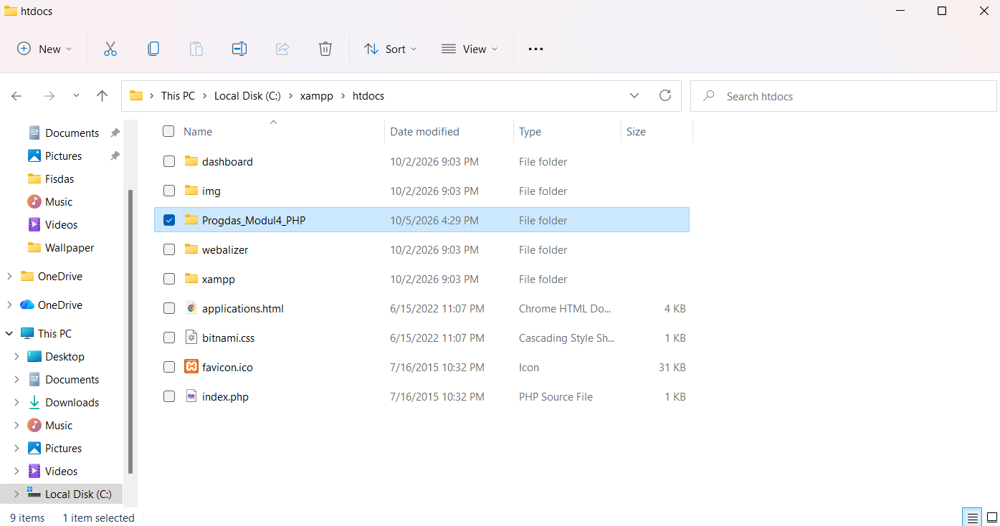 htdocs
New Sort View
This PC Local Disk (C:) xampp htdocs Search htdocs
Name Date modified Type Size
Documents
Pictures
Fisdas
Music
Videos
Wallpaper
OneDrive
OneDrive
This PC
Desktop
Documents
Downloads
Music
Pictures
Videos
Local Disk (C:)
dashboard 10/2/2026 9:03 PM File folder
img 10/2/2026 9:03 PM File folder
Progdas_Modul4_PHP 10/5/2026 4:29 PM File folder
webalizer 10/2/2026 9:03 PM File folder
xampp 10/2/2026 9:03 PM File folder
applications.html 6/15/2022 11:07 PM Chrome HTML Do... 4 KB
bitnami.css 6/15/2022 11:07 PM Cascading Style Sh... 1 KB
favicon.ico 7/16/2015 10:32 PM Icon 31 KB
index.php 7/16/2015 10:32 PM PHP Source File 1 KB
9 items 1 item selected